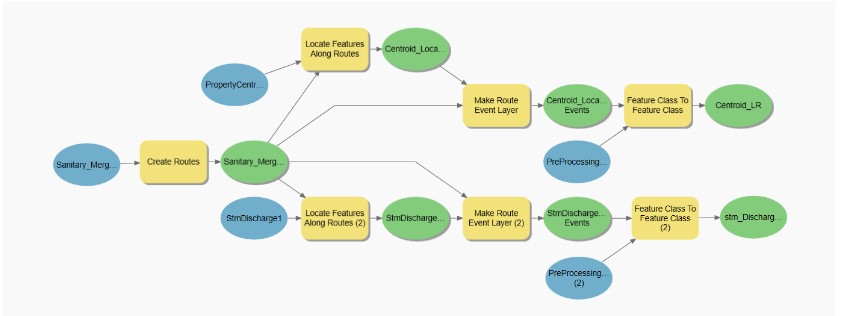 Locate Features
Along Routes
Centroid_Loca...
PropertyCentr...
Make Route
Event Layer
Centroid_Loca...
Events
Feature Class To
Feature Class
Centroid_LR
Sanitary_Merg...
Create Routes
Sanitary_Merg...
PreProcessing...
StmDischarge1
Locate Features
Along Routes (2)
StmDischarge...
Make Route
Event Layer (2)
StmDischarge...
Events
Feature Class To
Feature Class
(2)
stm_Discharg...
PreProcessing...
(2)